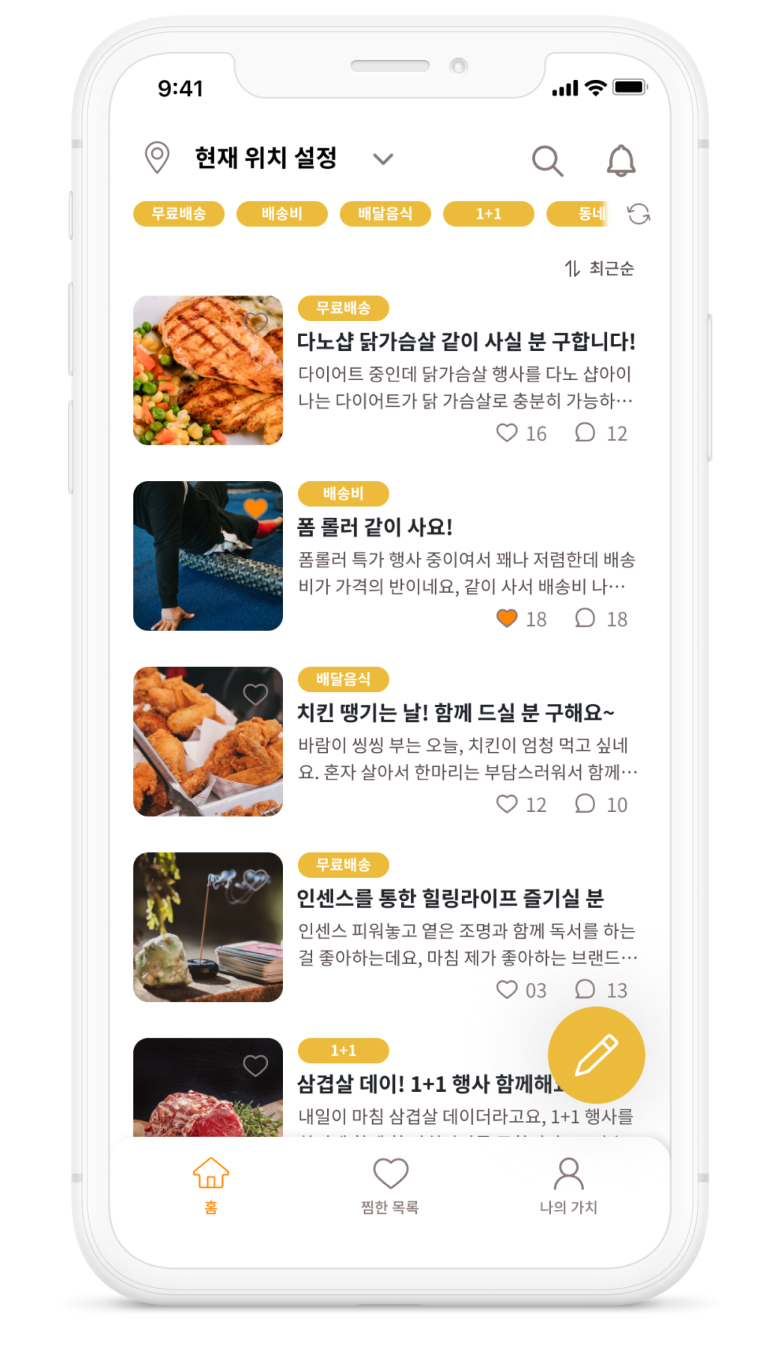 9:41
현재 위치 설정
무료배송 배송비 배달음식 1+1 동네
최근순
무료배송
다노샵 닭가슴살 같이 사실 분 구합니다!
다이어트 중인데 닭가슴살 행사를 다노 샵아이
나는 다이어트가 닭 가슴살로 충분히 가능하…
16 12
배송비
폼 롤러 같이 사요!
폼롤러 특가 행사 중이여서 꽤나 저렴한데 배송
비가 가격의 반이네요, 같이 사서 배송비 나…
18 18
배달음식
치킨 땡기는 날! 함께 드실 분 구해요~
바람이 씽씽 부는 오늘, 치킨이 엄청 먹고 싶네
요. 혼자 살아서 한마리는 부담스러워서 함께…
12 10
무료배송
인센스를 통한 힐링라이프 즐기실 분
인센스 피워놓고 옅은 조명과 함께 독서를 하는
걸 좋아하는데요, 마침 제가 좋아하는 브랜드…
03 13
1+1
삼겹살 데이! 1+1 행사 함께해
내일이 마침 삼겹살 데이더라고요, 1+1 행사를
홈 찜한 목록 나의 가치